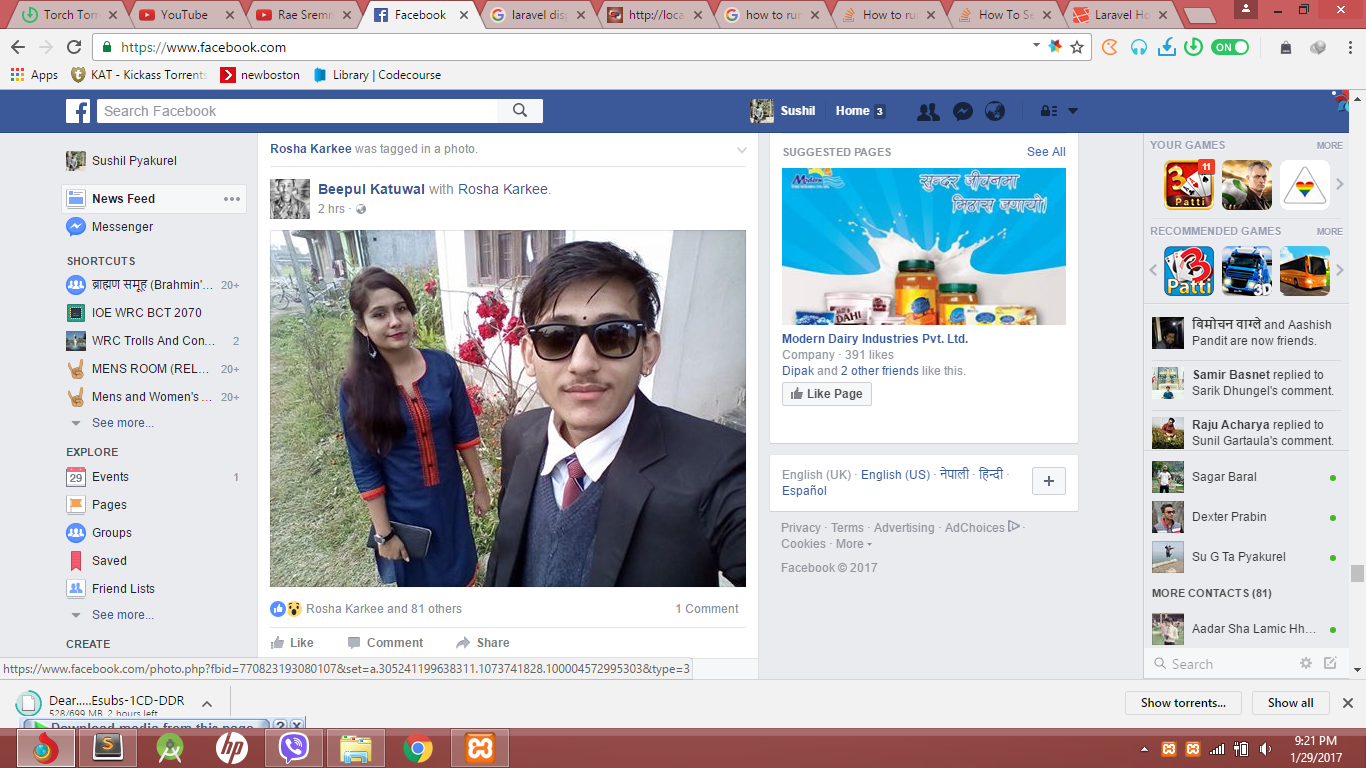 Torch Torr
YouTube
Rae Sremm
Facebook
laravel disp
http://loca
how to run
How to ru
How To Se
Laravel Ho
https://www.facebook.com
ON
Apps
KAT - Kickass Torrents
newboston
Library | Codecourse
Search Facebook
Sushil
Home 3
Sushil Pyakurel
News Feed
Messenger
SHORTCUTS
ब्राह्मण समूह (Brahmin'... 20+
IOE WRC BCT 2070
WRC Trolls And Con... 2
MENS ROOM (REL... 20+
Mens and Women's ... 20+
See more...
EXPLORE
29 Events 1
Pages
Groups
Saved
Friend Lists
See more...
CREATE
Rosha Karkee was tagged in a photo.
Beepul Katuwal with Rosha Karkee.
2 hrs ·
Rosha Karkee and 81 others
1 Comment
Like
Comment
Share
SUGGESTED PAGES
See All
Modern
सुन्दर जीवनमा
मिठास थपायौं
DAHI
Modern Dairy Industries Pvt. Ltd.
Company · 391 likes
Dipak and 2 other friends like this.
Like Page
English (UK) · English (US) · नेपाली · हिन्दी ·
Español
Privacy · Terms · Advertising · AdChoices ·
Cookies · More
Facebook © 2017
YOUR GAMES
MORE
3
Patti
11
RECOMMENDED GAMES
MORE
3
Patti
3D
विमोचन वाग्ले and Aashish
Pandit are now friends.
Samir Basnet replied to
Sarik Dhungel's comment.
Raju Acharya replied to
Sunil Gartaula's comment.
Sagar Baral
Dexter Prabin
Su G Ta Pyakurel
MORE CONTACTS (81)
Aadar Sha Lamic Hh...
Search
https://www.facebook.com/photo.php?fbid=770823193080107&set=a.305241199638311.1073741828.100004572995303&type=3
Dear.....Esubs-1CD-DDR
528/699 MB, 2 hours left
Show torrents...
Show all
Download media from this page
?
X
9:21 PM
1/29/2017